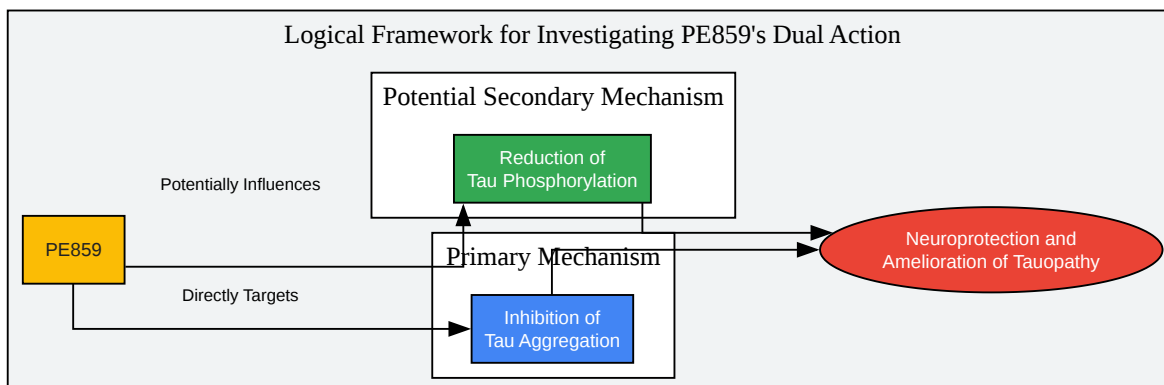 Logical Framework for Investigating PE859's Dual Action
Potential Secondary Mechanism
Reduction of
Tau Phosphorylation
Potentially Influences
PE859
Neuroprotection and
Amelioration of Tauopathy
Primary Mechanism
Directly Targets
Inhibition of
Tau Aggregation